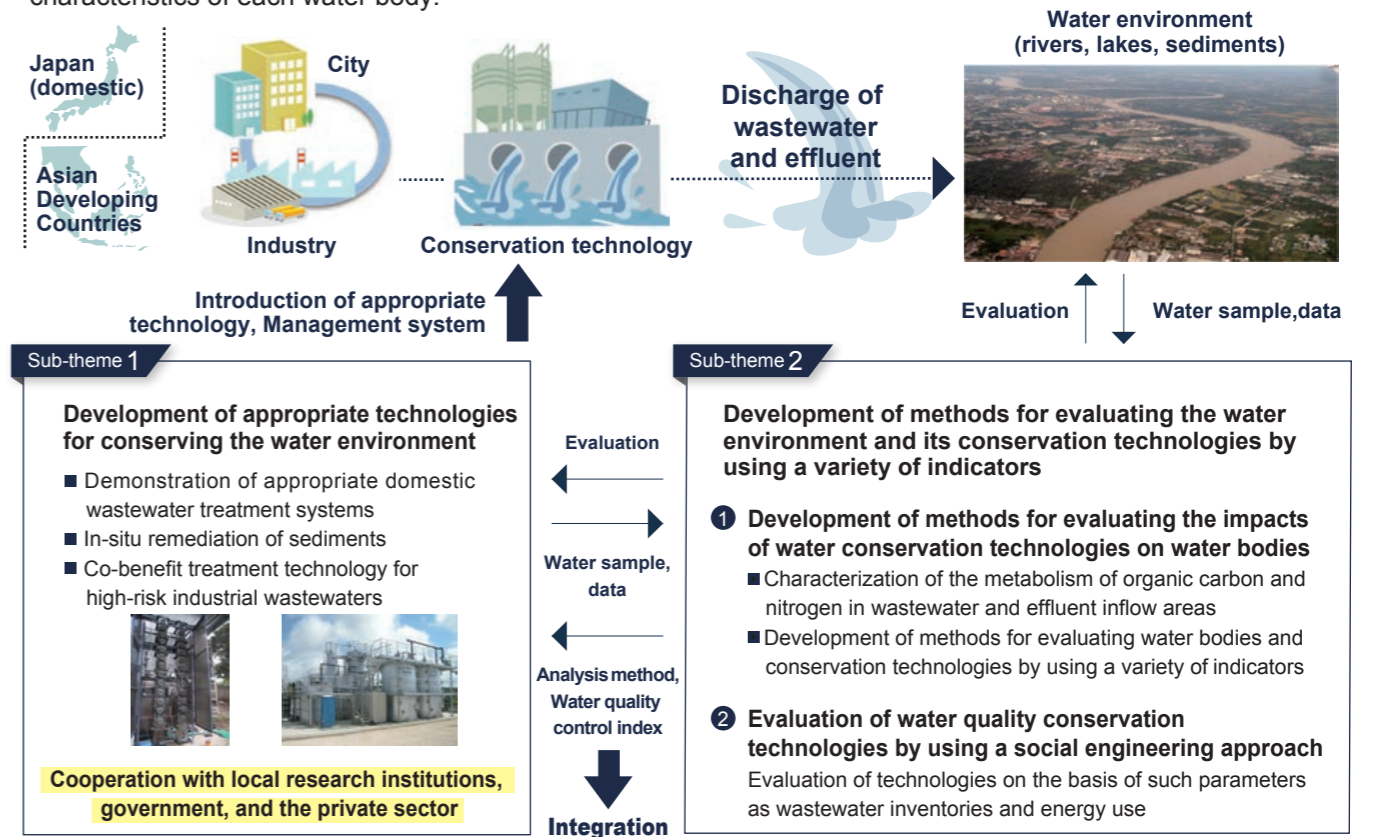 characteristics of each water body.
Japan
(domestic)
Asian
Developing
Countries
City
Industry
Conservation technology
Discharge of
wastewater
and effluent
Water environment
(rivers, lakes, sediments)
Introduction of appropriate
technology, Management system
Evaluation
Water sample,data
Sub-theme 1
Development of appropriate technologies
for conserving the water environment
■ Demonstration of appropriate domestic
wastewater treatment systems
■ In-situ remediation of sediments
■ Co-benefit treatment technology for
high-risk industrial wastewaters
Cooperation with local research institutions,
government, and the private sector
Evaluation
Water sample,
data
Analysis method,
Water quality
control index
Integration
Sub-theme 2
Development of methods for evaluating the water
environment and its conservation technologies by
using a variety of indicators
❶ Development of methods for evaluating the impacts
of water conservation technologies on water bodies
■ Characterization of the metabolism of organic carbon and
nitrogen in wastewater and effluent inflow areas
■ Development of methods for evaluating water bodies and
conservation technologies by using a variety of indicators
❷ Evaluation of water quality conservation
technologies by using a social engineering approach
Evaluation of technologies on the basis of such parameters
as wastewater inventories and energy use